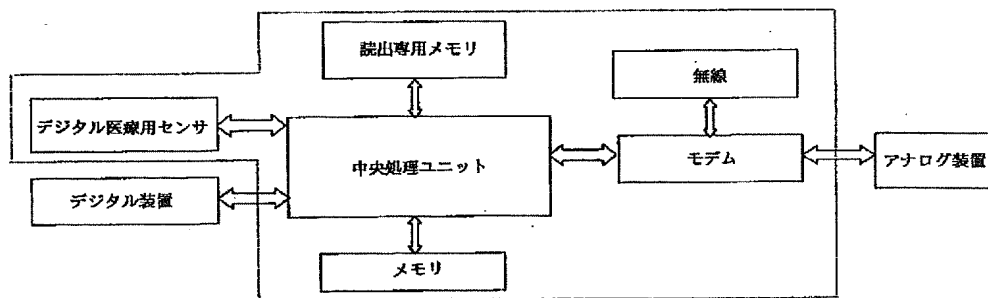 読出専用メモリ
無線
デジタル医療用センサ
中央処理ユニット
モデム
アナログ装置
デジタル装置
メモリ